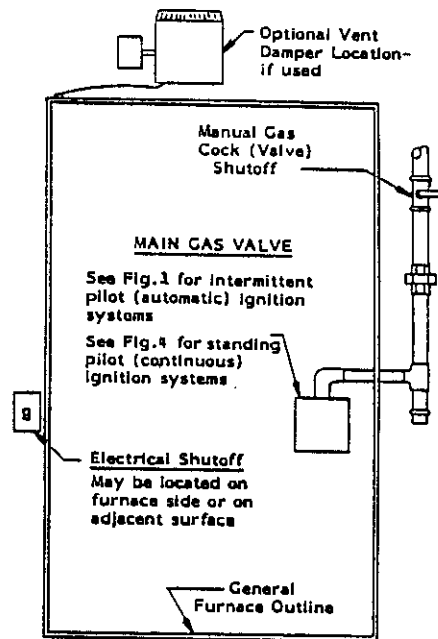 Optional Vent
Damper Location-
if used
Manual Gas
Cock (Valve)
Shutoff
MAIN GAS VALVE
See Fig.3 for intermittent
pilot (automatic) ignition
systems
See Fig.4 for standing
pilot (continuous)
ignition systems
Electrical Shutoff
May be located on
furnace side or on
adjacent surface
General
Furnace Outline